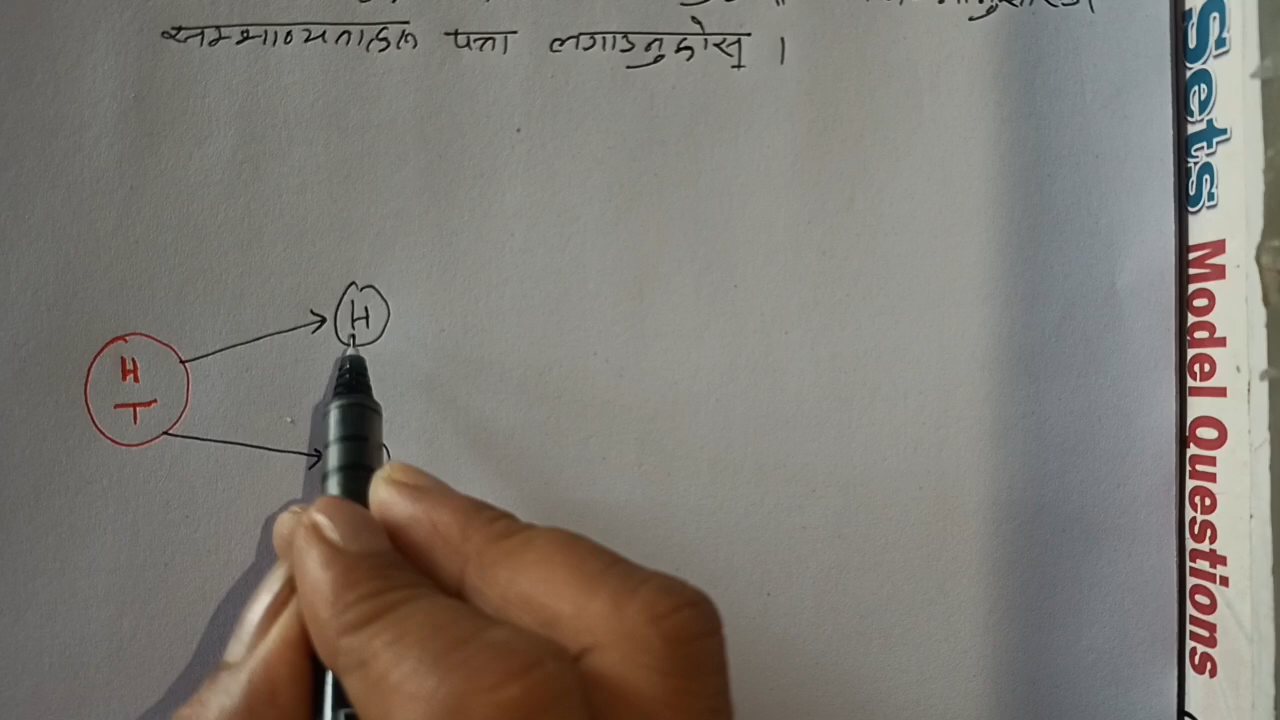 सम्भाव्यताहरू पत्ता लगाउनुहोस् ।
H
H
T
Sets Model Questions